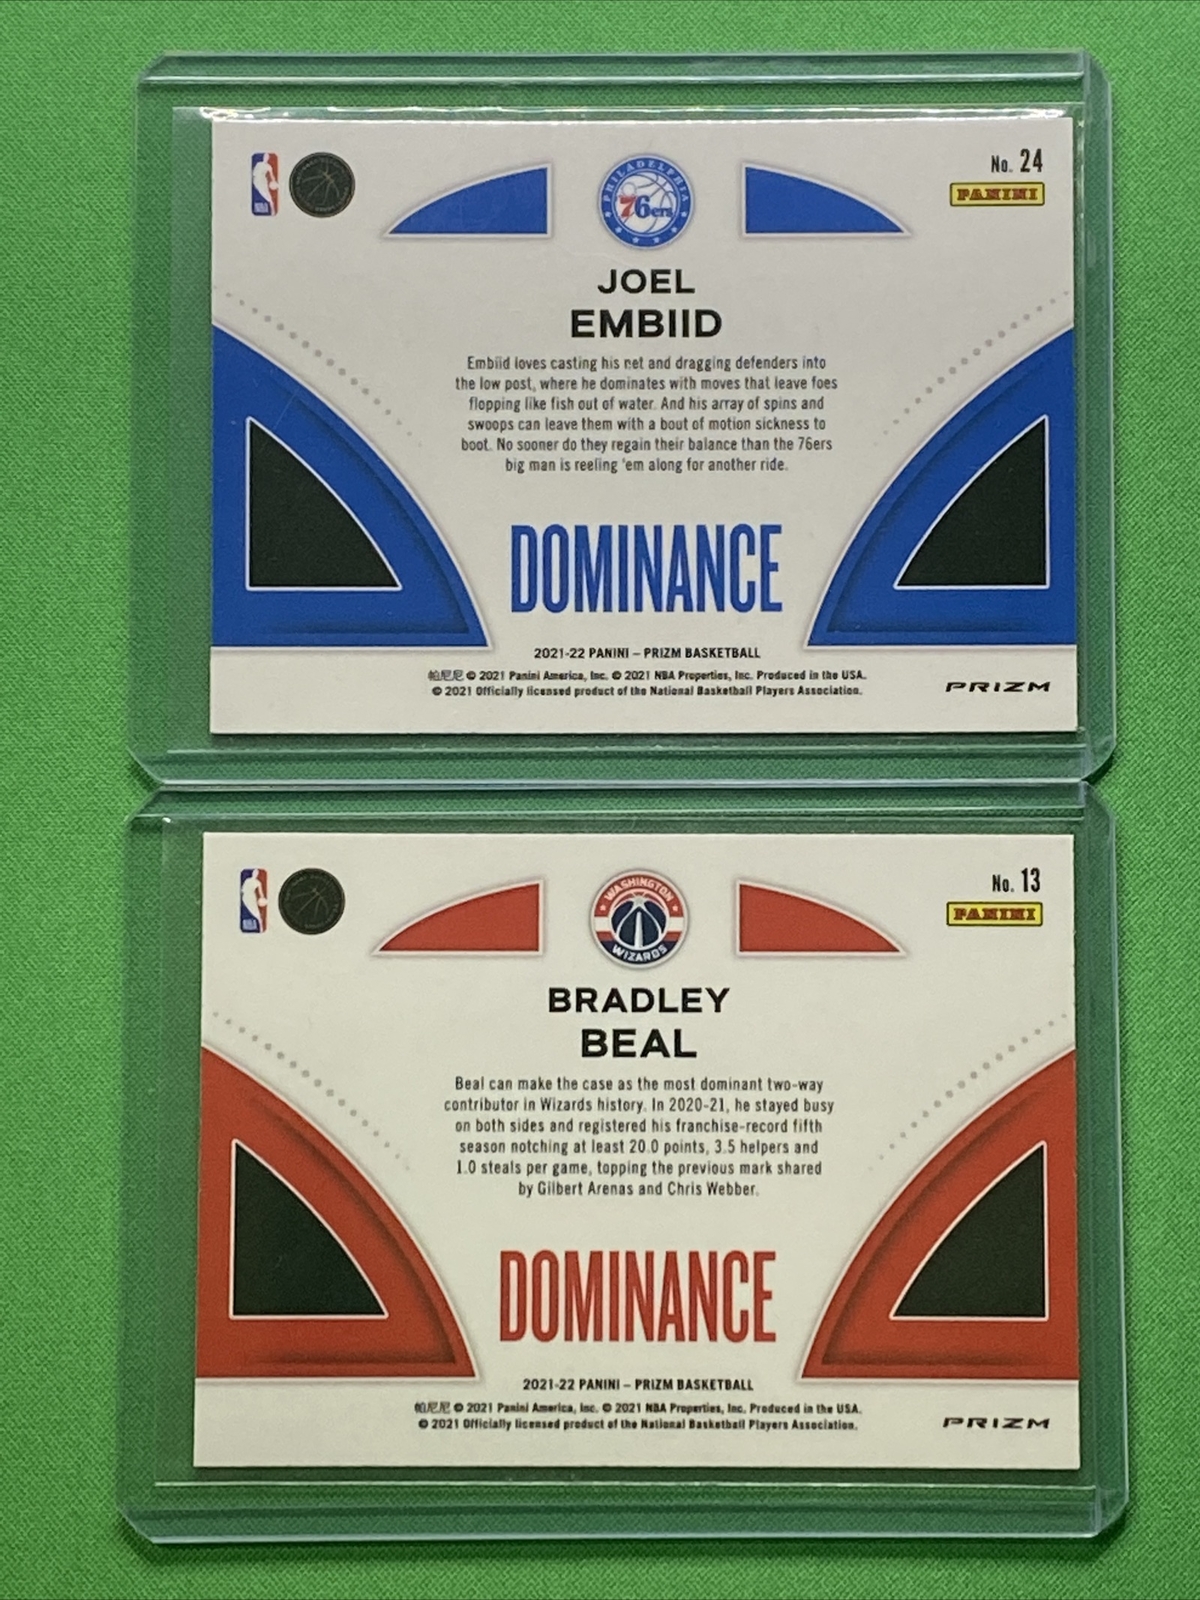 No. 24
PANINI
PHILADELPHIA
76ers
JOEL
EMBIID
Embiid loves casting his net and dragging defenders into
the low post, where he dominates with moves that leave foes
flopping like fish out of water. And his array of spins and
swoops can leave them with a bout of motion sickness to
boot. No sooner do they regain their balance than the 76ers
big man is reeling 'em along for another ride.
DOMINANCE
2021-22 PANINI – PRIZM BASKETBALL
帕尼尼 © 2021 Panini America, Inc. © 2021 NBA Properties, Inc. Produced in the USA.
© 2021 Officially licensed product of the National Basketball Players Association.
PRIZM
NBA
No. 13
PANINI
WASHINGTON
WIZARDS
BRADLEY
BEAL
Beal can make the case as the most dominant two-way
contributor in Wizards history. In 2020-21, he stayed busy
on both sides and registered his franchise-record fifth
season notching at least 20.0 points, 3.5 helpers and
1.0 steals per game, topping the previous mark shared
by Gilbert Arenas and Chris Webber.
DOMINANCE
2021-22 PANINI – PRIZM BASKETBALL
帕尼尼 © 2021 Panini America, Inc. © 2021 NBA Properties, Inc. Produced in the USA.
© 2021 Officially licensed product of the National Basketball Players Association.
PRIZM
NBA